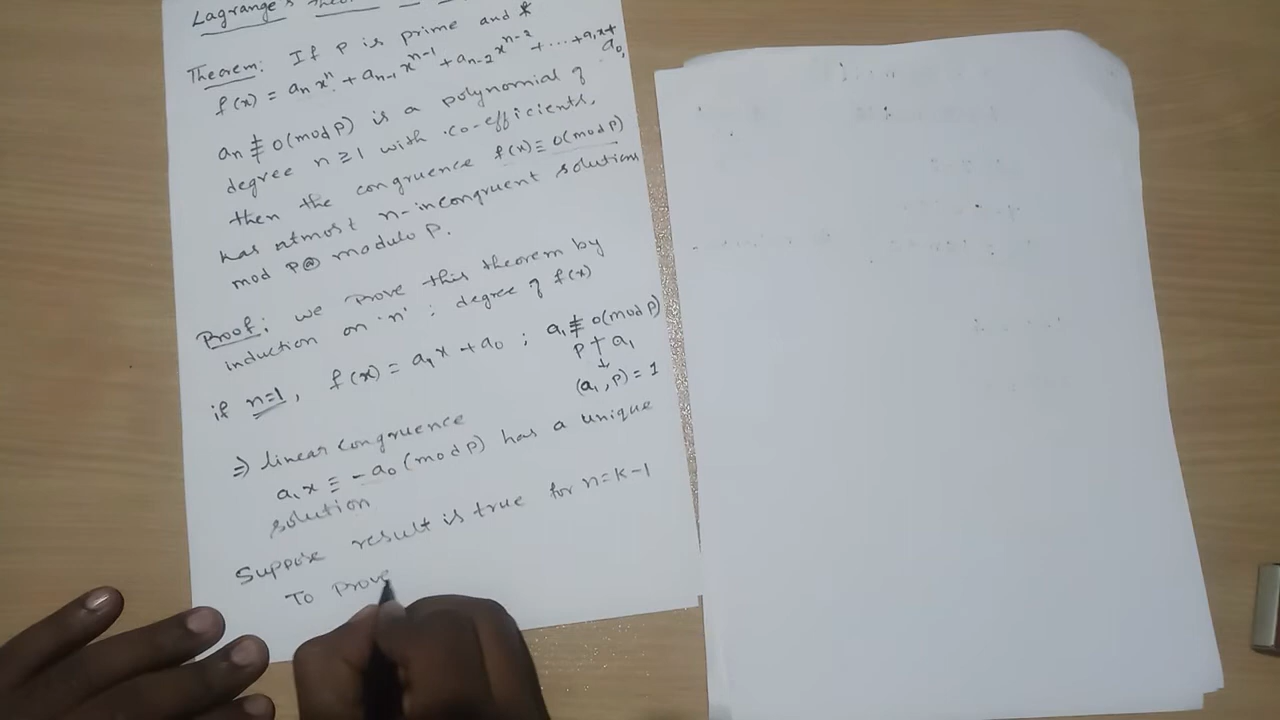 Lagrange's
Theorem: If P is prime and
f(x) = aₙxⁿ + aₙ₋₁xⁿ⁻¹ + aₙ₋₂xⁿ⁻² + ... + a₁x + a₀,
aₙ ≢ 0(mod P) is a polynomial of
degree n ≥ 1 with co-efficients,
then the congruence f(x) ≡ 0(mod P)
has atmost n-incongruent solutions
mod P modulo P.
Proof: we prove this theorem by
induction on 'n'; degree of f(x)
if n=1, f(x) = a₁x + a₀ ; a₁ ≢ 0(mod P)
P ∤ a₁
↓
(a₁, P) = 1
⇒ linear congruence
a₁x ≡ -a₀(mod P) has a unique
solution
Suppose result is true for n=k-1
To prove